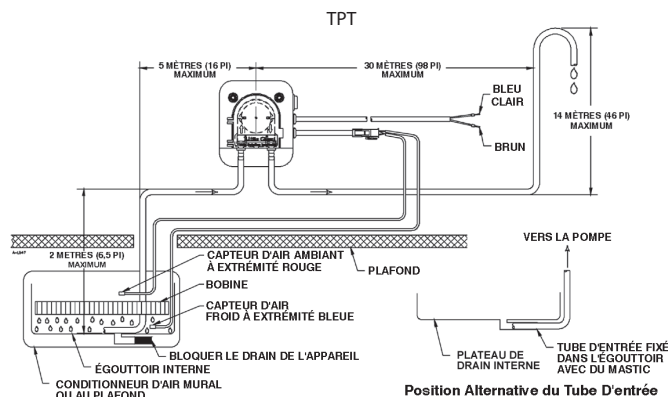 TPT
5 MÈTRES (16 PI)
MAXIMUM
30 MÈTRES (98 PI)
MAXIMUM
BLEU
CLAIR
BRUN
14 MÈTRES (46 PI)
MAXIMUM
2 METRES (6,5 PI)
MAXIMUM
CAPTEUR D'AIR AMBIANT
À EXTRÉMITÉ ROUGE
PLAFOND
BOBINE
CAPTEUR D'AIR
FROID À EXTRÉMITÉ BLEUE
BLOQUER LE DRAIN DE L'APPAREIL
ÉGOUTTOIR INTERNE
CONDITIONNEUR D'AIR MURAL
OU AU PLAFOND
VERS LA POMPE
PLATEAU DE
DRAIN INTERNE
TUBE D'ENTRÉE FIXÉ
DANS L'ÉGOUTTOIR
AVEC DU MASTIC
Position Alternative du Tube D'entrée